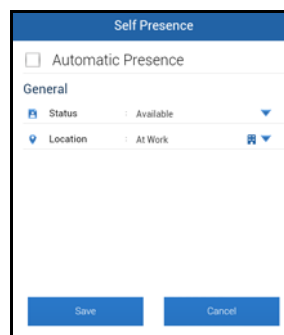 Self Presence
Automatic Presence
General
Status : Available
Location : At Work
Save Cancel